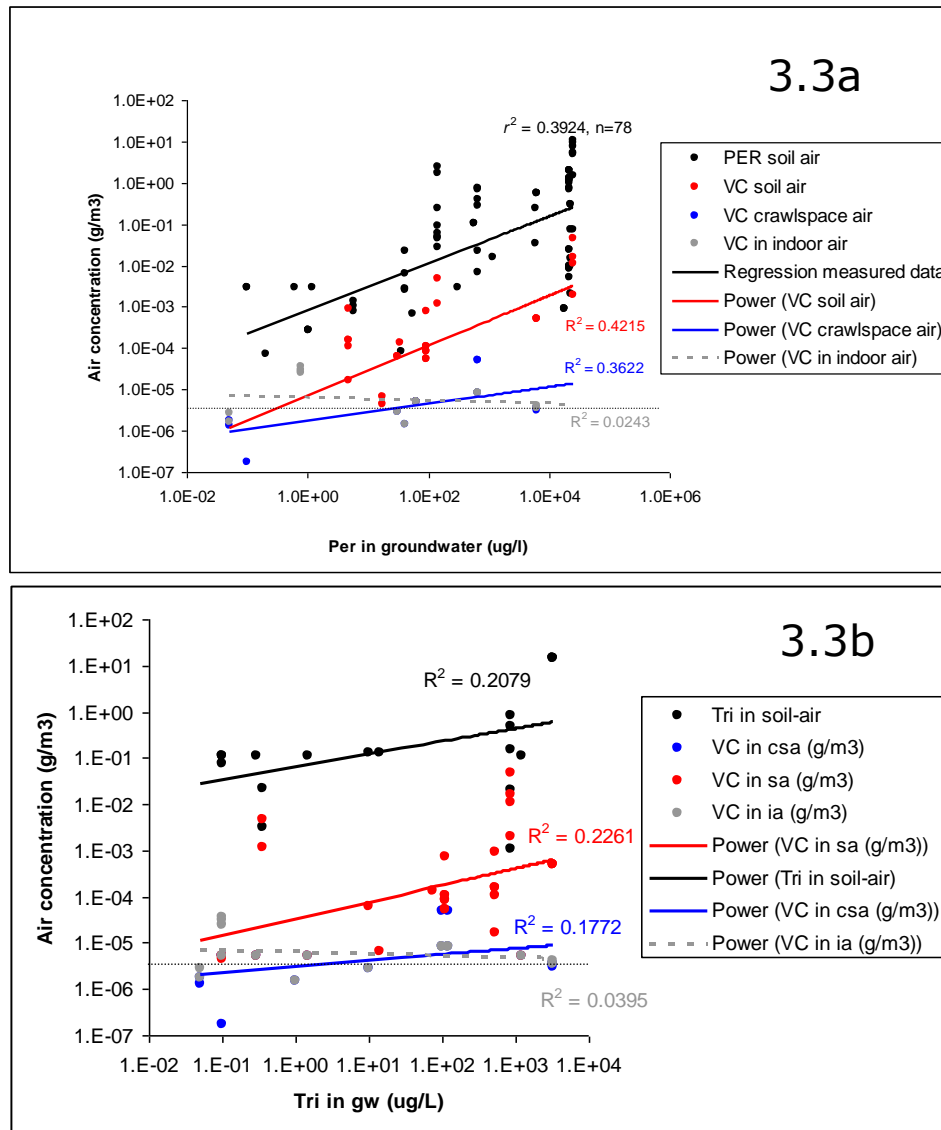 3.3a
1.0E+02
1.0E+01
1.0E+00
1.0E-01
1.0E-02
1.0E-03
1.0E-04
1.0E-05
1.0E-06
1.0E-07
Air concentration (g/m3)
r² = 0.3924, n=78
R² = 0.4215
R² = 0.3622
R² = 0.0243
1.0E-02 1.0E+00 1.0E+02 1.0E+04 1.0E+06
Per in groundwater (ug/l)
PER soil air
VC soil air
VC crawlspace air
VC in indoor air
Regression measured data
Power (VC soil air)
Power (VC crawlspace air)
Power (VC in indoor air)
3.3b
1.E+02
1.E+01
1.E+00
1.E-01
1.E-02
1.E-03
1.E-04
1.E-05
1.E-06
1.E-07
Air concentration (g/m3)
R² = 0.2079
R² = 0.2261
R² = 0.1772
R² = 0.0395
1.E-02 1.E-01 1.E+00 1.E+01 1.E+02 1.E+03 1.E+04
Tri in gw (ug/L)
Tri in soil-air
VC in csa (g/m3)
VC in sa (g/m3)
VC in ia (g/m3)
Power (VC in sa (g/m3))
Power (Tri in soil-air)
Power (VC in csa (g/m3))
Power (VC in ia (g/m3))